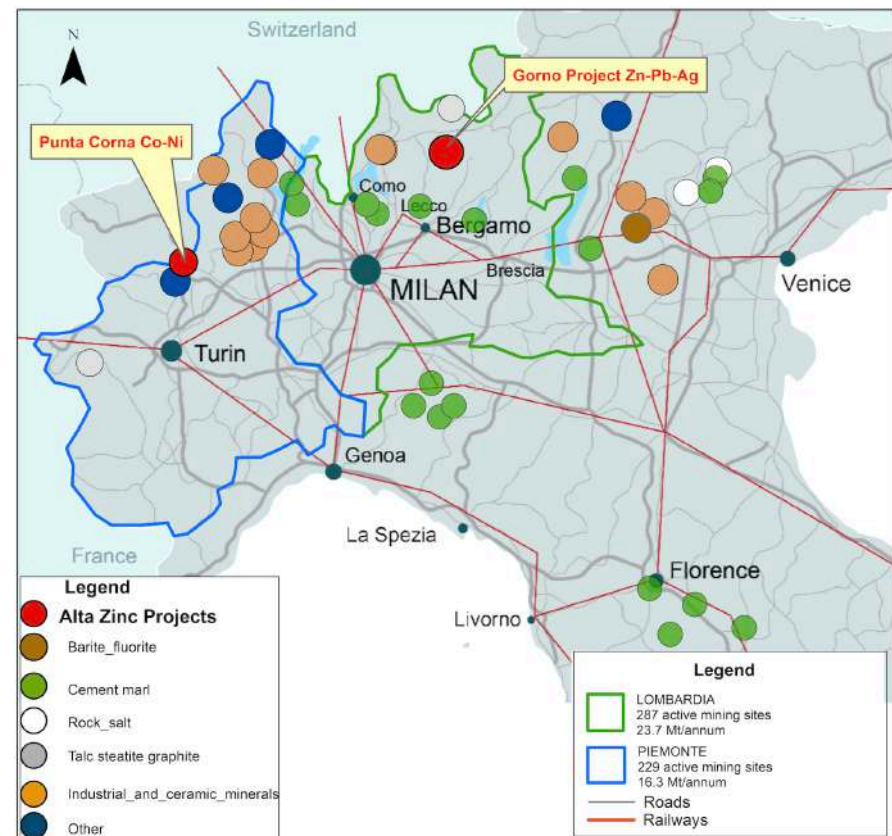 Switzerland
N
Gorno Project Zn-Pb-Ag
Punta Corna Co-Ni
Como
Lecco
Bergamo
Brescia
MILAN
Venice
Turin
Genoa
La Spezia
France
Florence
Livorno
Legend
Alta Zinc Projects
Barite_fluorite
Cement marl
Rock_salt
Talc steatite graphite
Industrial_and_ceramic_minerals
Other
Legend
LOMBARDIA
287 active mining sites
23.7 Mt/annum
PIEMONTE
229 active mining sites
16.3 Mt/annum
Roads
Railways